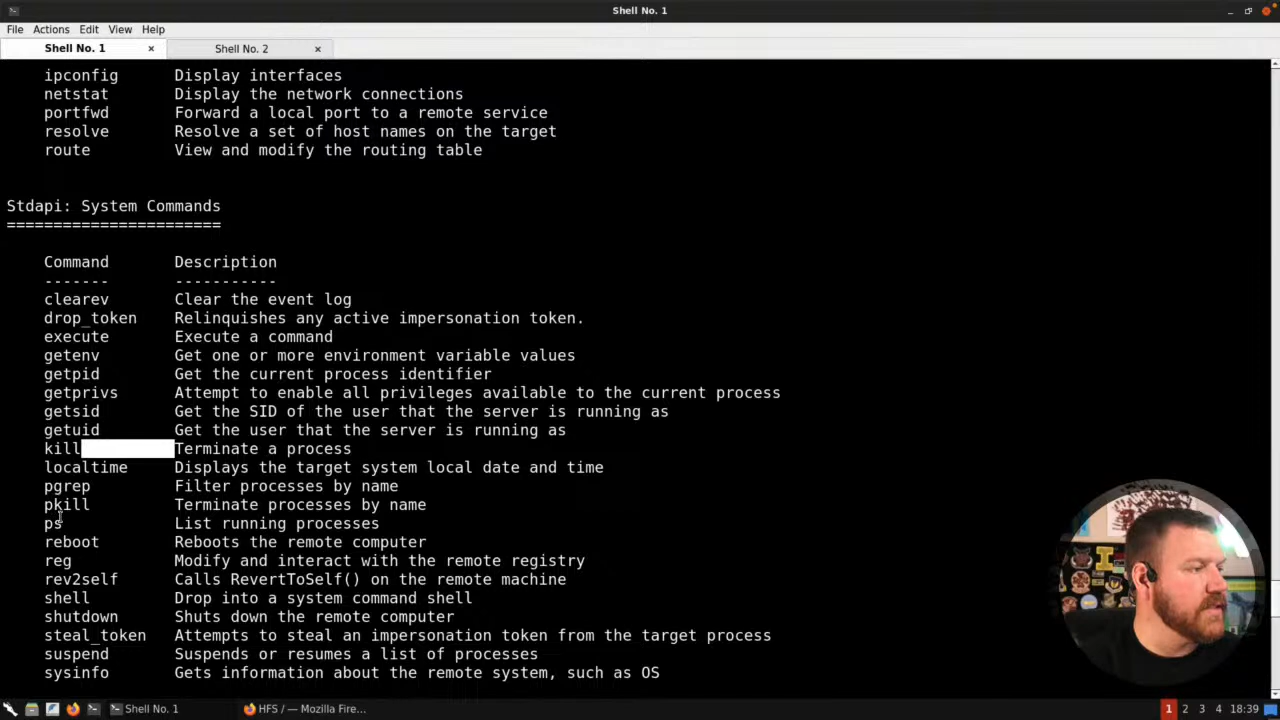 Shell No. 1
File Actions Edit View Help
Shell No. 1 × Shell No. 2 ×
ipconfig Display interfaces
netstat Display the network connections
portfwd Forward a local port to a remote service
resolve Resolve a set of host names on the target
route View and modify the routing table
Stdapi: System Commands
=======================
Command Description
------- -----------
clearev Clear the event log
drop_token Relinquishes any active impersonation token.
execute Execute a command
getenv Get one or more environment variable values
getpid Get the current process identifier
getprivs Attempt to enable all privileges available to the current process
getsid Get the SID of the user that the server is running as
getuid Get the user that the server is running as
kill Terminate a process
localtime Displays the target system local date and time
pgrep Filter processes by name
pkill Terminate processes by name
ps List running processes
reboot Reboots the remote computer
reg Modify and interact with the remote registry
rev2self Calls RevertToSelf() on the remote machine
shell Drop into a system command shell
shutdown Shuts down the remote computer
steal_token Attempts to steal an impersonation token from the target process
suspend Suspends or resumes a list of processes
sysinfo Gets information about the remote system, such as OS
Shell No. 1 HFS / — Mozilla Fire... 1 2 3 4 18:39